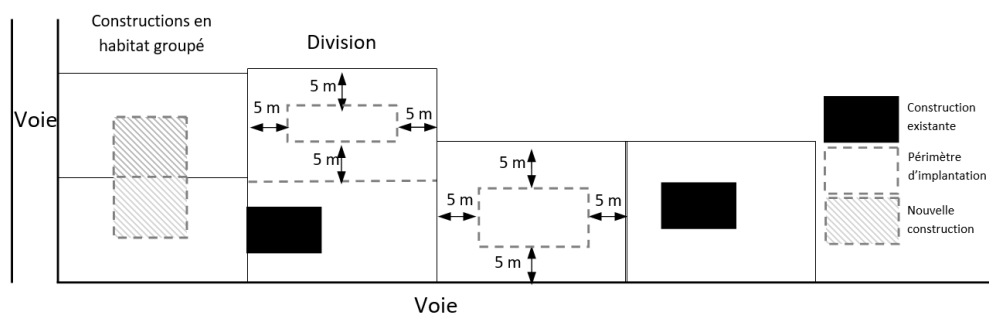 Constructions en
habitat groupé
Division
5 m
5 m
5 m
5 m
Voie
5 m
5 m
5 m
5 m
Voie
Construction
existante
Périmètre
d'implantation
Nouvelle
construction